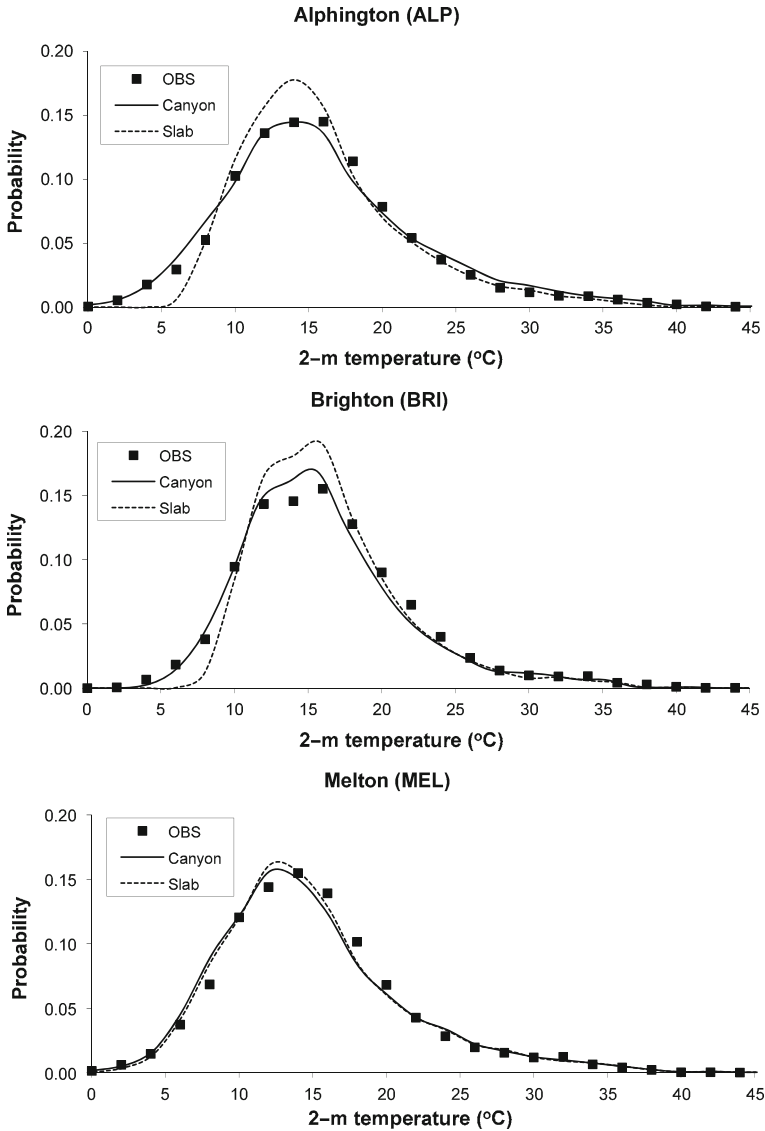 Alphington (ALP)
0.20
OBS
Canyon
Slab
0.15
0.10
0.05
0.00
Probability
0 5 10 15 20 25 30 35 40 45
2–m temperature (°C)
Brighton (BRI)
0.20
OBS
Canyon
Slab
0.15
0.10
0.05
0.00
Probability
0 5 10 15 20 25 30 35 40 45
2–m temperature (°C)
Melton (MEL)
0.20
OBS
Canyon
Slab
0.15
0.10
0.05
0.00
Probability
0 5 10 15 20 25 30 35 40 45
2–m temperature (°C)